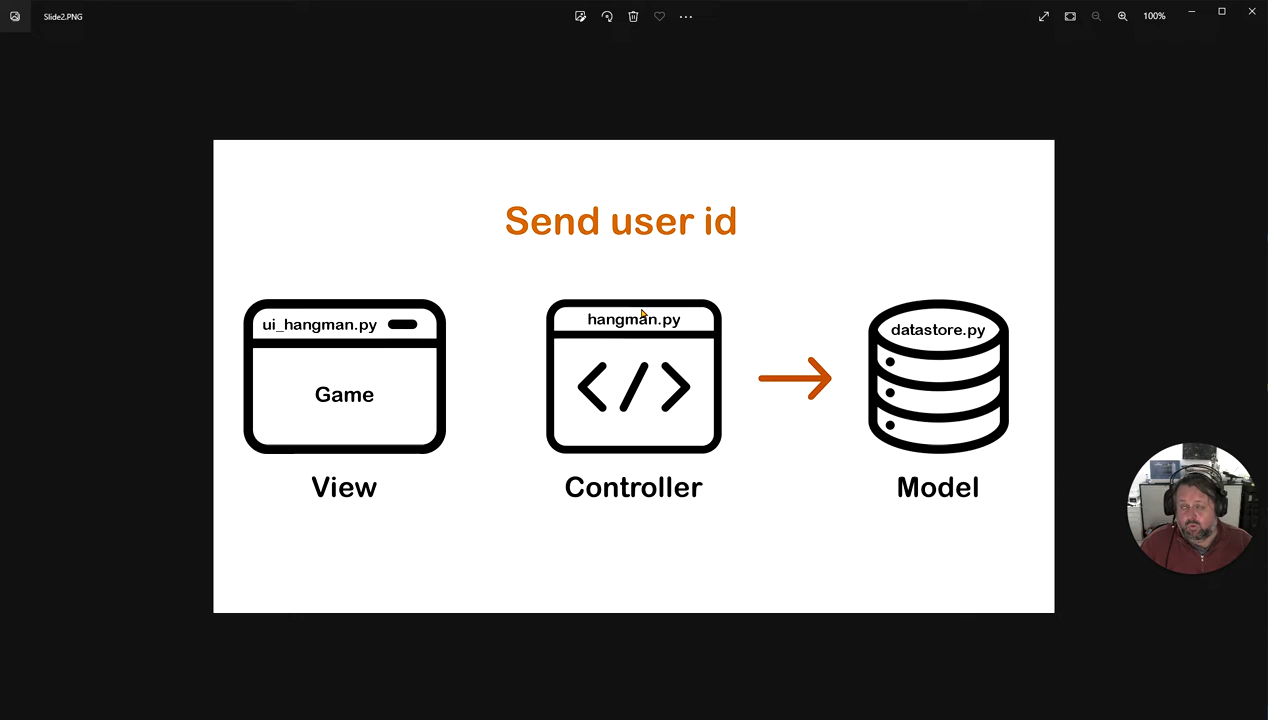 Slide2.PNG
100%
Send user id
ui_hangman.py
hangman.py
datastore.py
</>
Game
View
Controller
Model